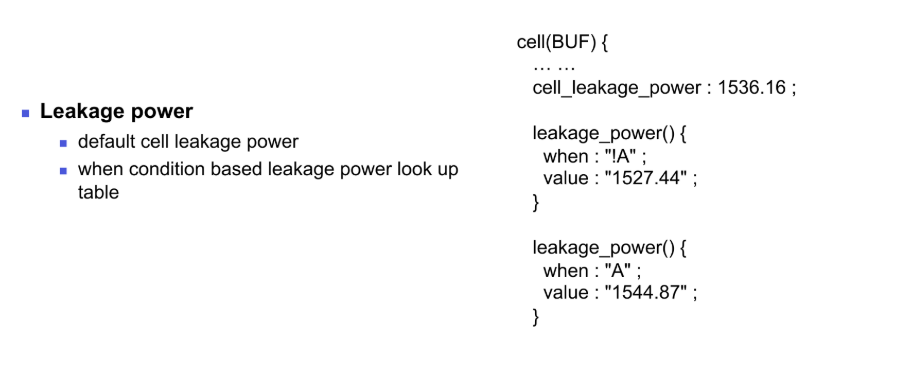 Leakage power
default cell leakage power
when condition based leakage power look up
table
cell(BUF) {
… …
cell_leakage_power : 1536.16 ;
leakage_power() {
when : "!A" ;
value : "1527.44" ;
}
leakage_power() {
when : "A" ;
value : "1544.87" ;
}